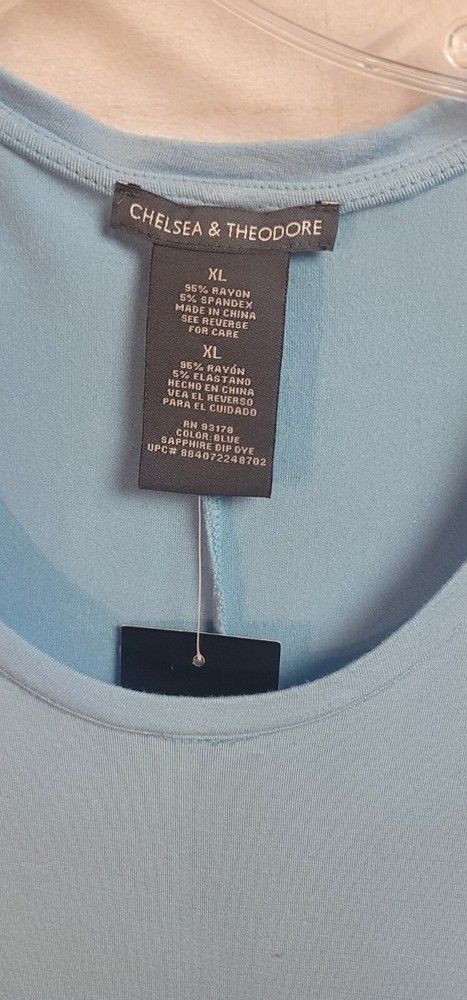 CHELSEA & THEODORE
XL
95% RAYON
5% SPANDEX
MADE IN CHINA
SEE REVERSE
FOR CARE
XL
95% RAYÓN
5% ELASTANO
HECHO EN CHINA
VEA EL REVERSO
PARA EL CUIDADO
RN 93178
COLOR: BLUE
SAPPHIRE DIP DYE
UPC# 884072248702